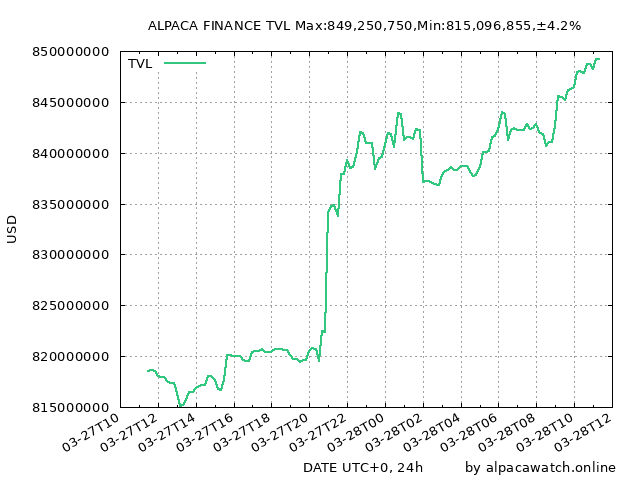 ALPACA FINANCE TVL Max:849,250,750,Min:815,096,855,±4.2%
850000000
TVL
845000000
840000000
835000000
USD
830000000
825000000
820000000
815000000
03-27T10
03-27T12
03-27T14
03-27T16
03-27T18
03-27T20
03-27T22
03-28T00
03-28T02
03-28T04
03-28T06
03-28T08
03-28T10
03-28T12
DATE UTC+0, 24h
by alpacawatch.online